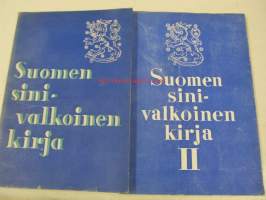 Suomen
sini-
valkoinen
kirja
Suomen
sini-
valkoinen
kirja
II